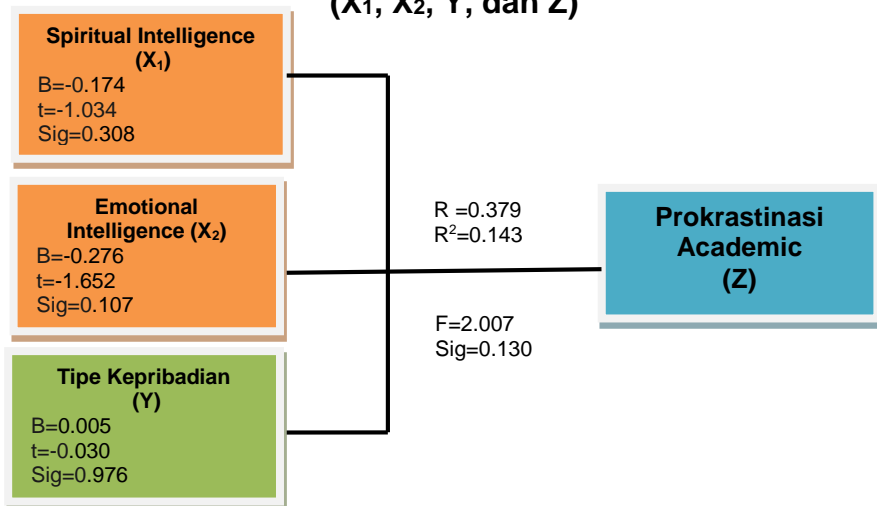 (X₁, X₂, Y, dan Z)
Spiritual Intelligence
(X₁)
B=-0.174
t=-1.034
Sig=0.308
Emotional
Intelligence (X₂)
B=-0.276
t=-1.652
Sig=0.107
Tipe Kepribadian
(Y)
B=0.005
t=-0.030
Sig=0.976
R =0.379
R²=0.143
F=2.007
Sig=0.130
Prokrastinasi
Academic
(Z)